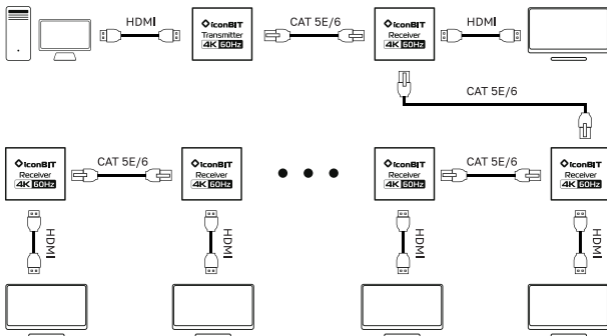 HDMI
iconBIT
Transmitter
4K 60Hz
CAT 5E/6
iconBIT
Receiver
4K 60Hz
HDMI
CAT 5E/6
iconBIT
Receiver
4K 60Hz
CAT 5E/6
iconBIT
Receiver
4K 60Hz
iconBIT
Receiver
4K 60Hz
CAT 5E/6
iconBIT
Receiver
4K 60Hz
HDMI
HDMI
HDMI
HDMI